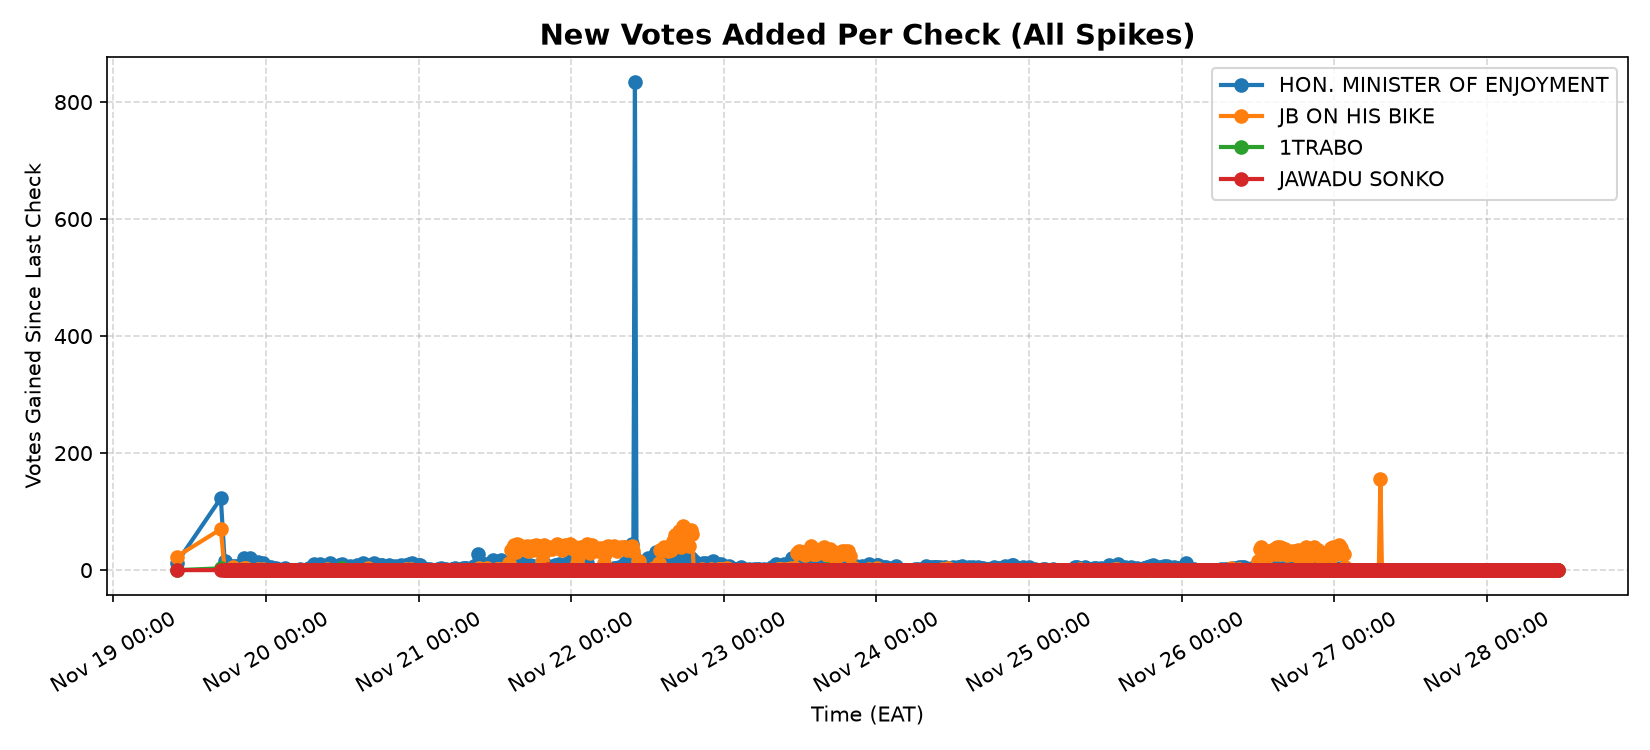 New Votes Added Per Check (All Spikes)
HON. MINISTER OF ENJOYMENT
JB ON HIS BIKE
1TRABO
JAWADU SONKO
Votes Gained Since Last Check
800
600
400
200
0
Nov 19 00:00
Nov 20 00:00
Nov 21 00:00
Nov 22 00:00
Nov 23 00:00
Nov 24 00:00
Nov 25 00:00
Nov 26 00:00
Nov 27 00:00
Nov 28 00:00
Time (EAT)